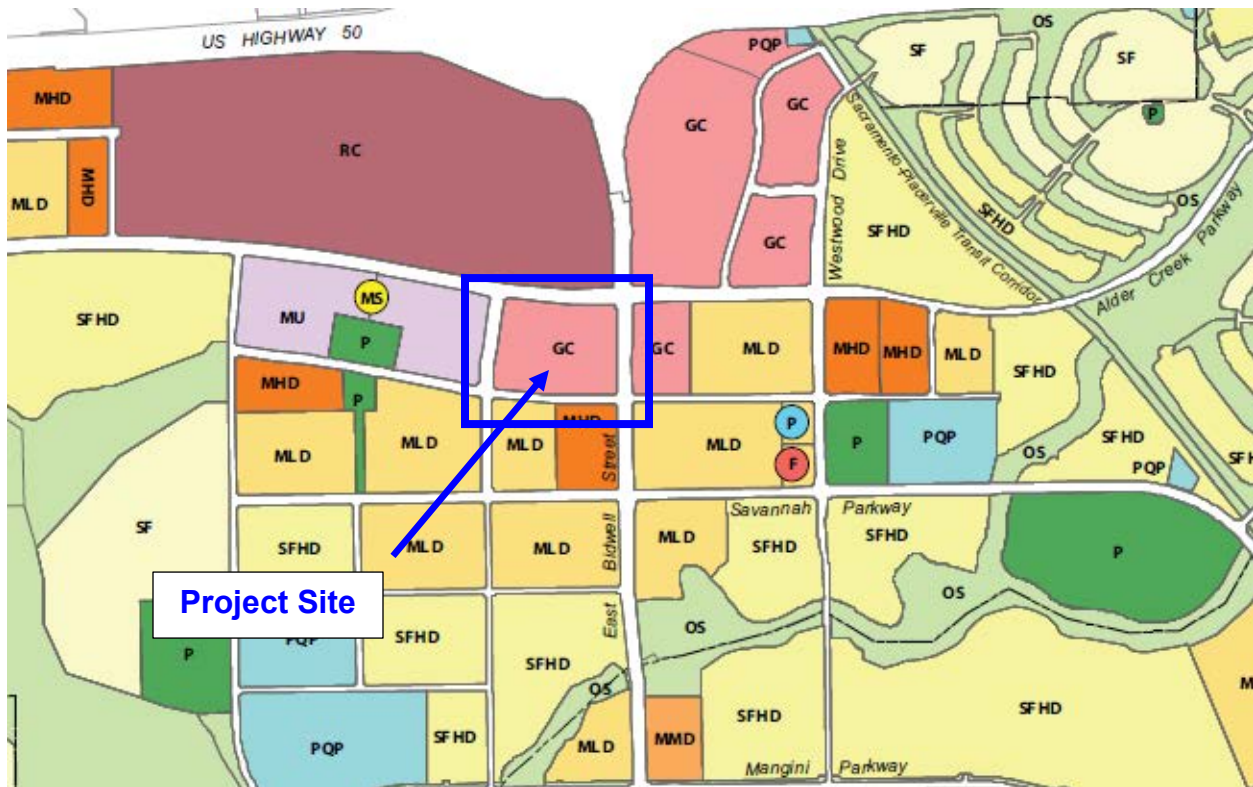 US HIGHWAY 50
OS
PQP
SF
SF
MHD
GC
GC
P
RC
MLD
MHD
Westwood Drive
Sacramento-Placerville Transit Corridor
OS
SFHD
SFHD
GC
Alder Creek Parkway
MS
SFHD
MU
P
GC
GC
MLD
MHD
MHD
MLD
SFHD
MHD
P
MLD
MLD
MLD
MHD
MLD
P
F
P
PQP
OS
SFHD
PQP
SFH
East Bidwell Street
SF
SFHD
MLD
MLD
MLD
Savannah Parkway
SFHD
SFHD
P
Project Site
OS
OS
P
PQP
SFHD
SFHD
OS
SFHD
SFHD
M
PQP
SFHD
MLD
MMD
Mangini Parkway